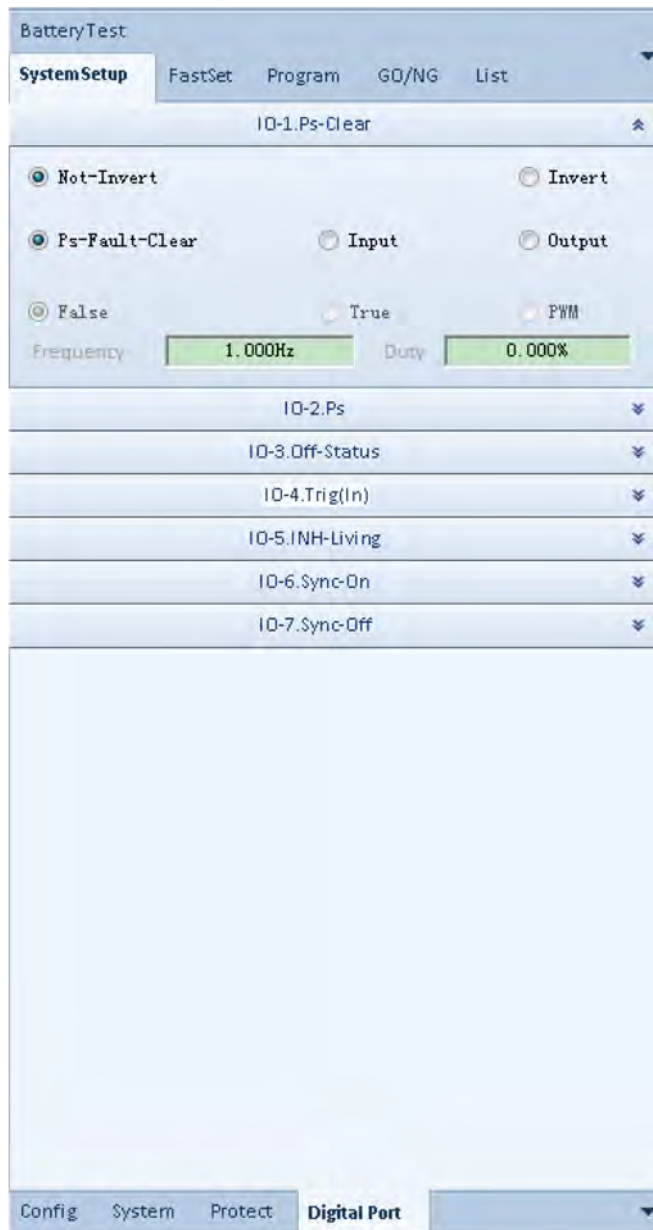 BatteryTest
SystemSetup FastSet Program GO/NG List
IO-1.Ps-Clear
Not-Invert Invert
Ps-Fault-Clear Input Output
False True PWM
Frequency 1.000Hz Duty 0.000%
IO-2.Ps
IO-3.Off-Status
IO-4.Trig(In)
IO-5.INH-Living
IO-6.Sync-On
IO-7.Sync-Off
Config System Protect Digital Port